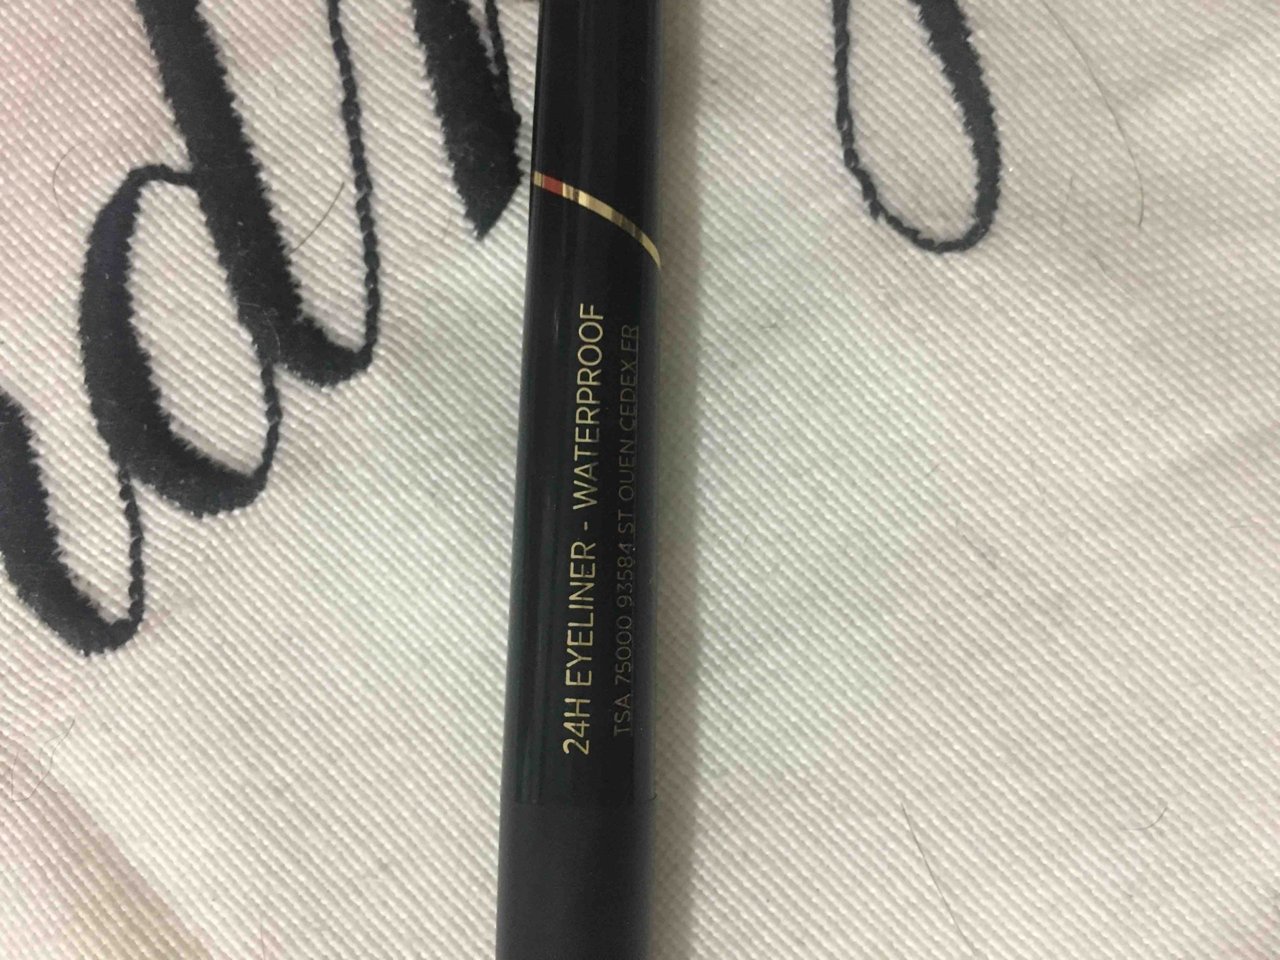 24H EYELINER - WATERPROOF
TSA 75000 93584 ST OUEN CEDEX FR